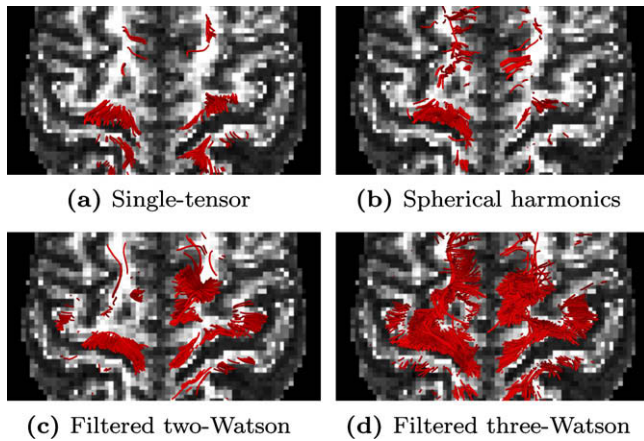 (a) Single-tensor
(b) Spherical harmonics
(c) Filtered two-Watson
(d) Filtered three-Watson